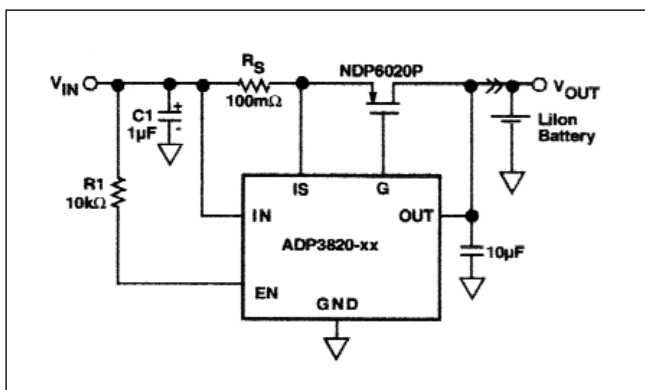 R_S
NDP6020P
V_IN
V_OUT
100mΩ
C1
1µF
+
-
LiIon
Battery
R1
10kΩ
IS
G
IN
OUT
ADP3820-xx
10µF
EN
GND